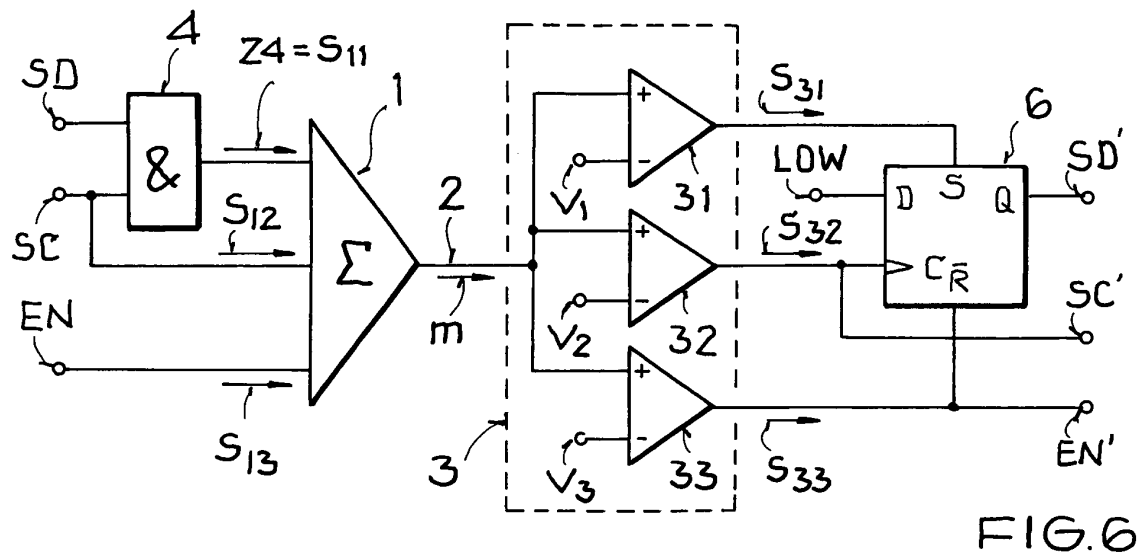 4
Z4 = S11
SD
&
SC
S12
EN
S13
1
Σ
2
m
3
+
-
V1
31
+
-
V2
32
+
-
V3
33
S31
LOW
S32
S33
6
D
S
Q
C
R̅
SD'
SC'
EN'
FIG. 6